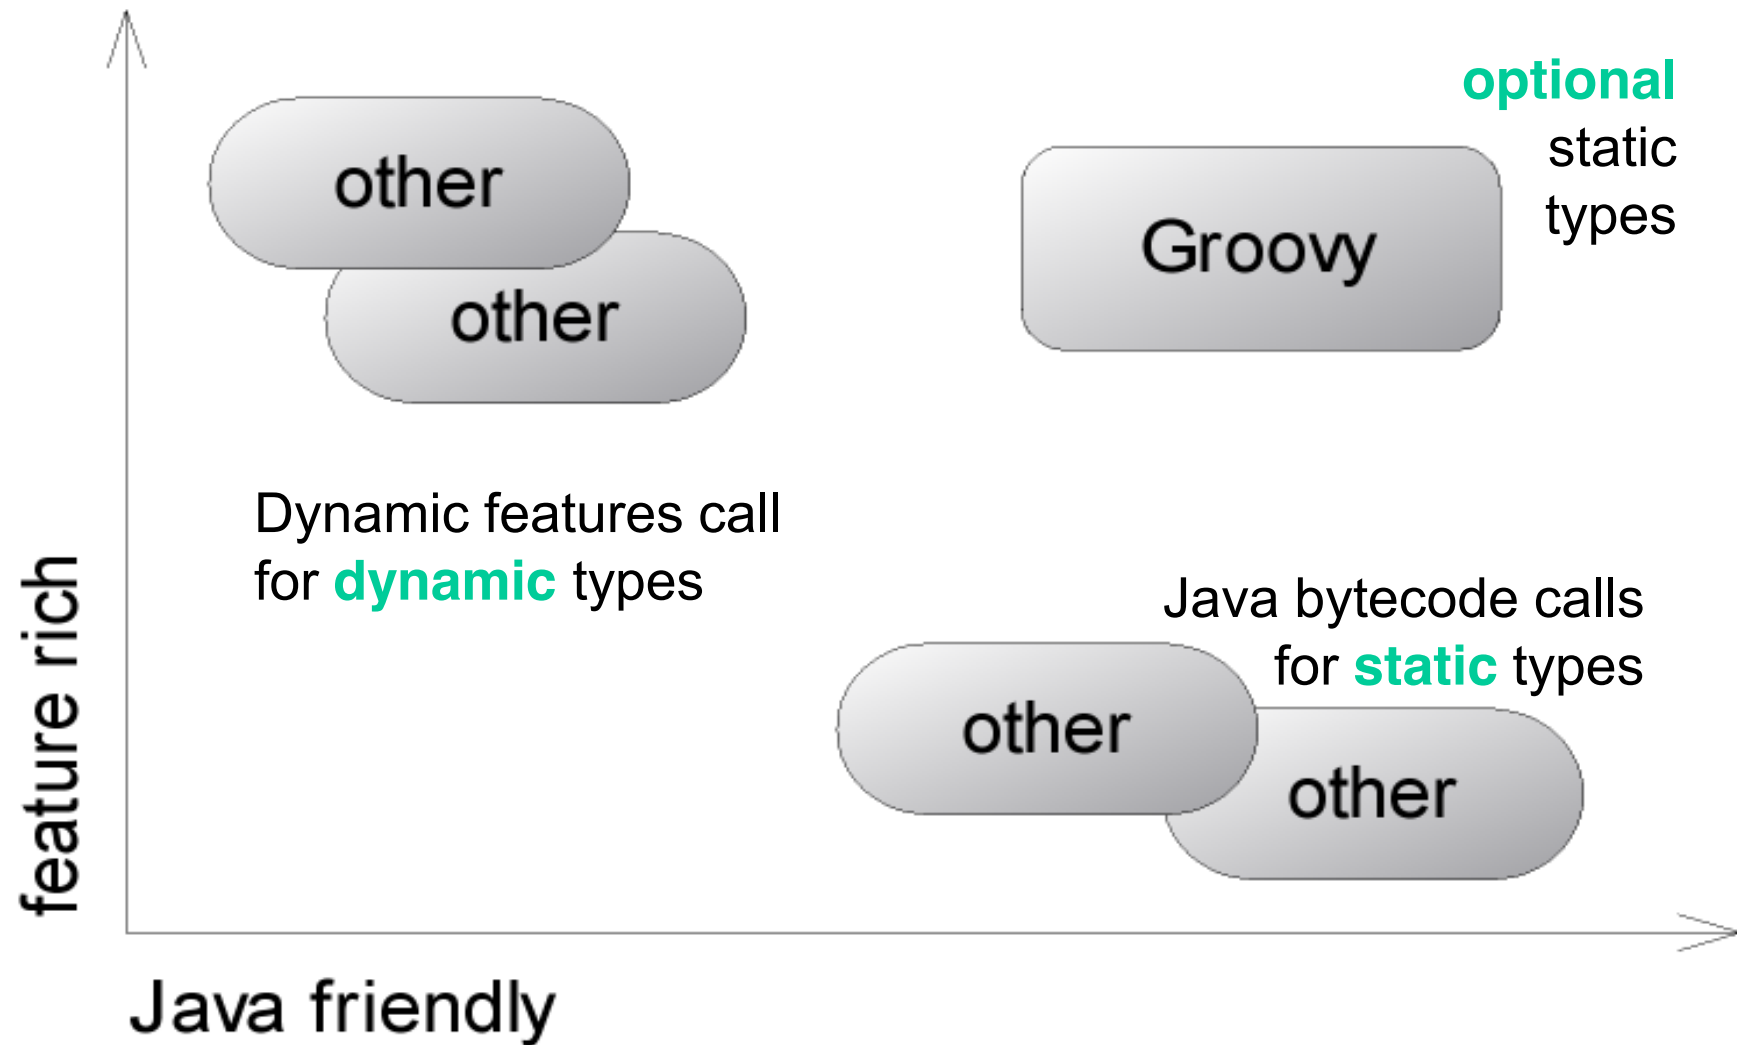 optional
static
types
other
Groovy
other
Dynamic features call
for dynamic types
Java bytecode calls
for static types
other
other
feature rich
Java friendly